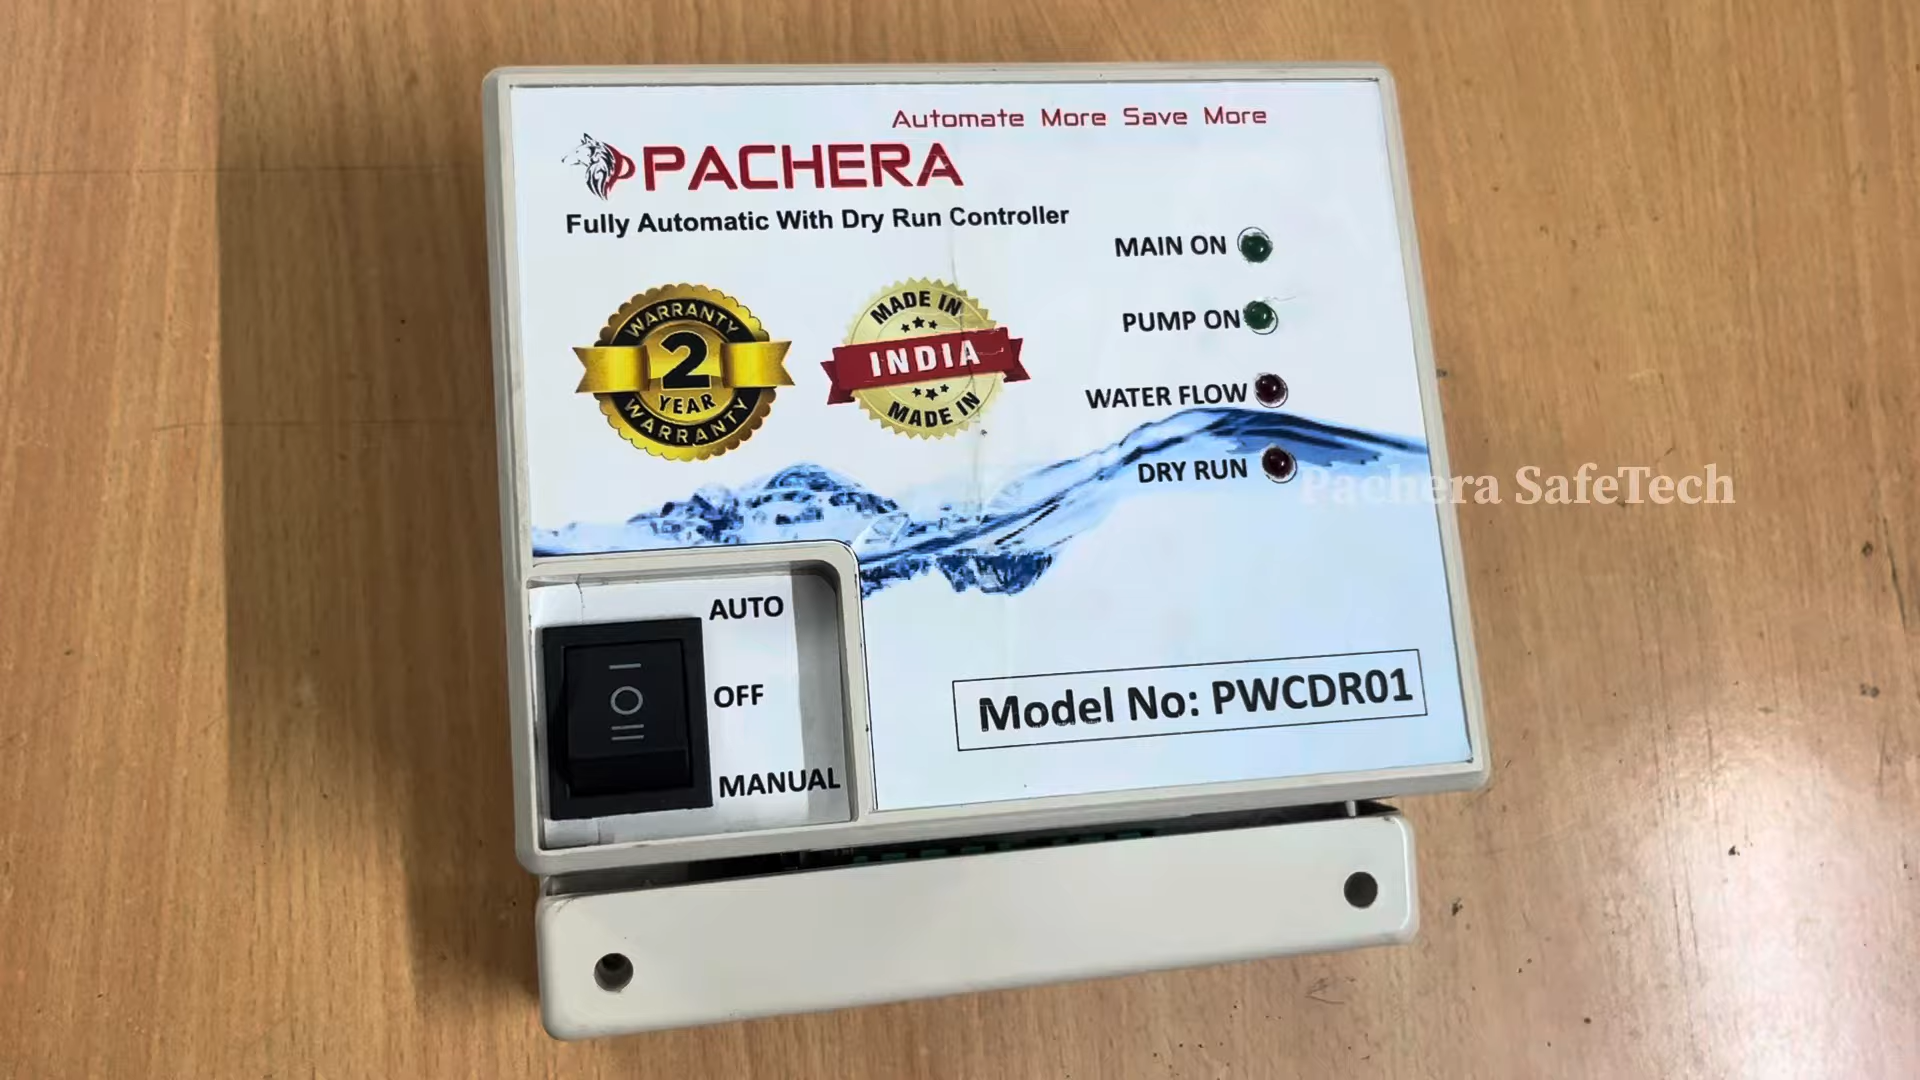 Automate More Save More
PACHERA
Fully Automatic With Dry Run Controller
MAIN ON
PUMP ON
WATER FLOW
DRY RUN
WARRANTY
2
YEAR
WARRANTY
MADE IN
INDIA
MADE IN
Pachera SafeTech
AUTO
OFF
MANUAL
Model No: PWCDR01